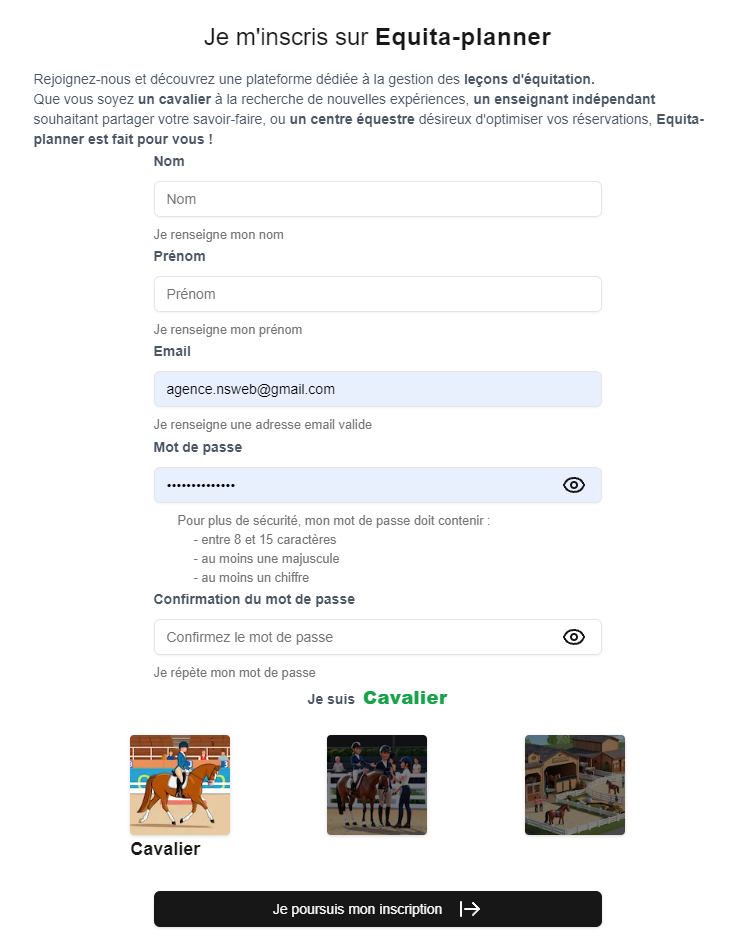 Je m'inscris sur Equita-planner
Rejoignez-nous et découvrez une plateforme dédiée à la gestion des leçons d'équitation.
Que vous soyez un cavalier à la recherche de nouvelles expériences, un enseignant indépendant
souhaitant partager votre savoir-faire, ou un centre équestre désireux d'optimiser vos réservations, Equita-
planner est fait pour vous !
Nom
Nom
Je renseigne mon nom
Prénom
Prénom
Je renseigne mon prénom
Email
agence.nsweb@gmail.com
Je renseigne une adresse email valide
Mot de passe
••••••••••••••
Pour plus de sécurité, mon mot de passe doit contenir :
- entre 8 et 15 caractères
- au moins une majuscule
- au moins un chiffre
Confirmation du mot de passe
Confirmez le mot de passe
Je répète mon mot de passe
Je suis Cavalier
Cavalier
Je poursuis mon inscription